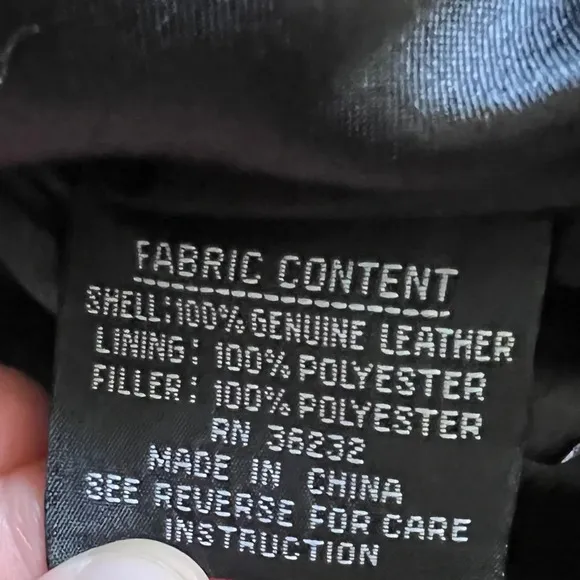 FABRIC CONTENT
SHELL: 100% GENUINE LEATHER
LINING: 100% POLYESTER
FILLER: 100% POLYESTER
RN 36232
MADE IN CHINA
SEE REVERSE FOR CARE
INSTRUCTION